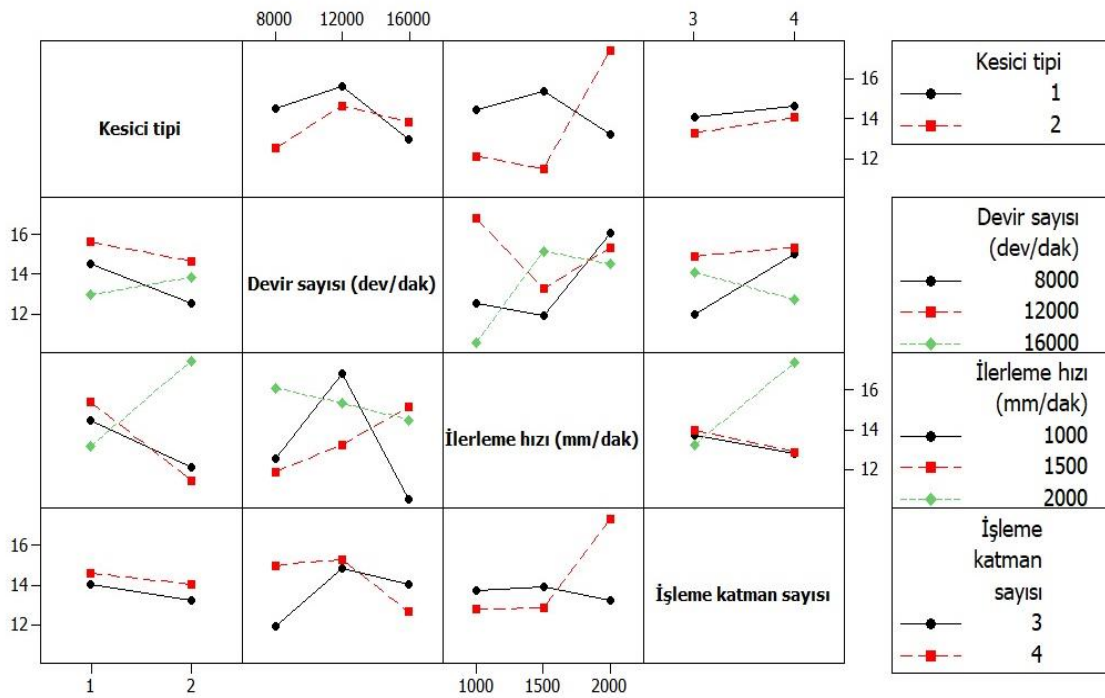 8000 12000 16000 3 4
Kesici tipi
16
14
12
Kesici tipi
1
2
16
14
12
Devir sayısı (dev/dak)
Devir sayısı
(dev/dak)
8000
12000
16000
İlerleme hızı (mm/dak)
16
14
12
İlerleme hızı
(mm/dak)
1000
1500
2000
16
14
12
İşleme katman sayısı
İşleme
katman
sayısı
3
4
1 2 1000 1500 2000